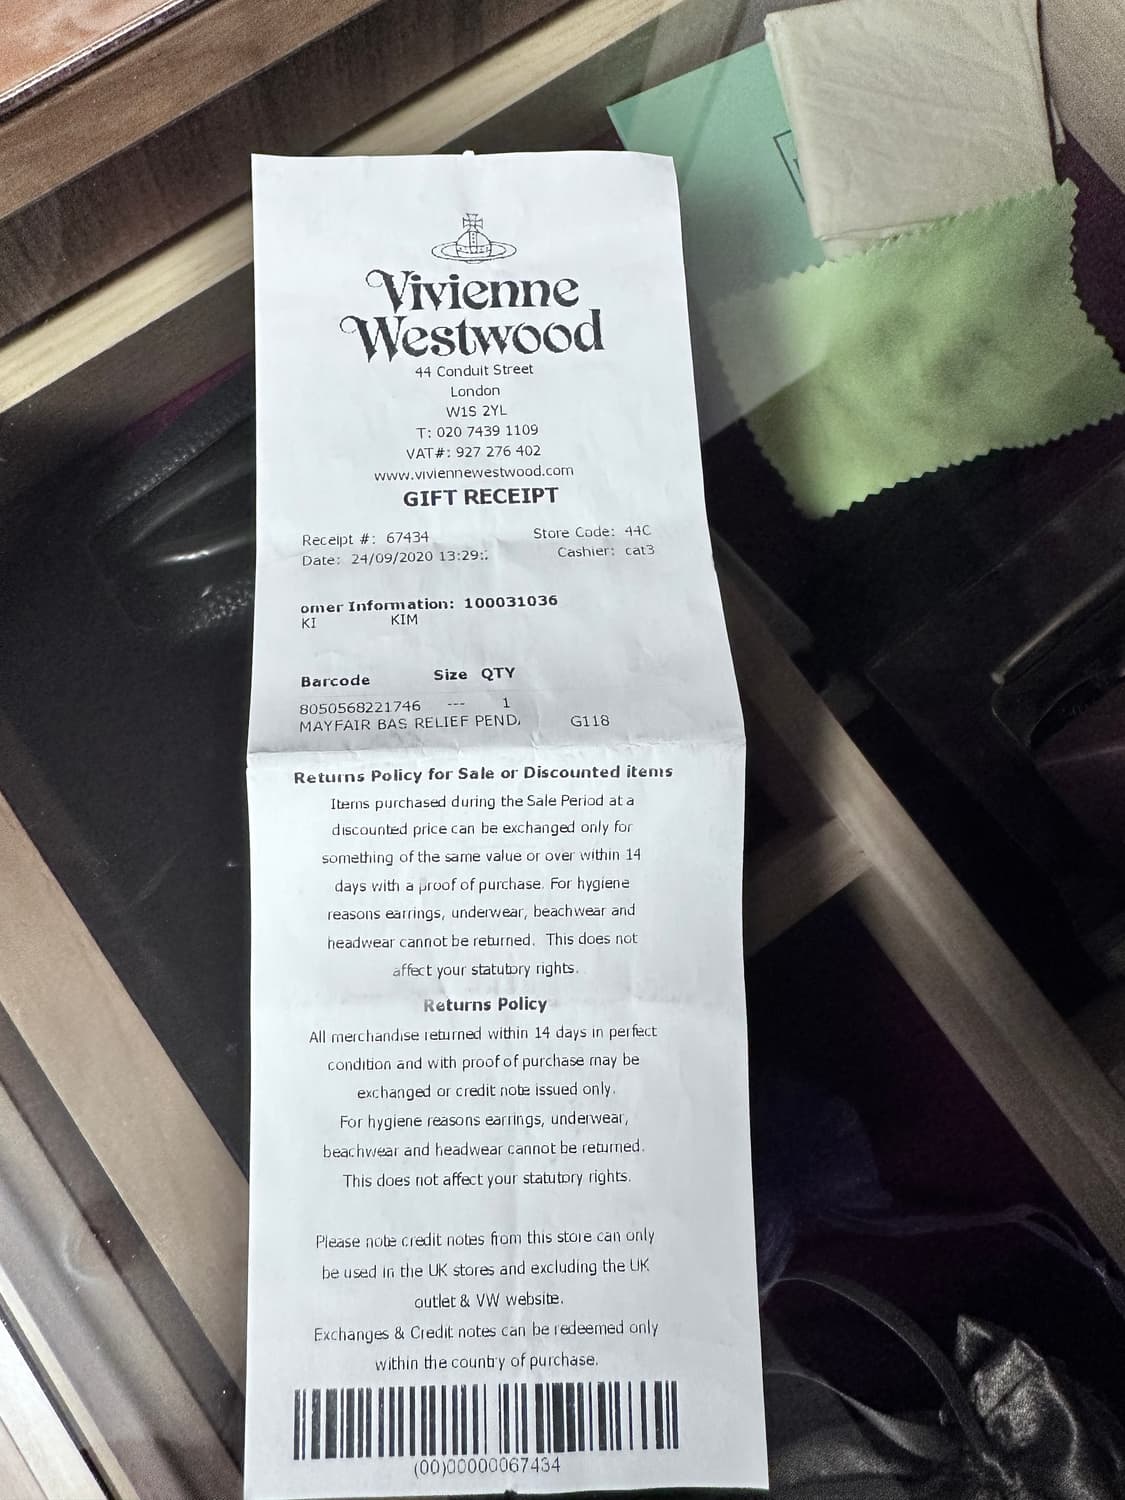 Vivienne
Westwood
44 Conduit Street
London
W1S 2YL
T: 020 7439 1109
VAT#: 927 276 402
www.viviennewestwood.com
GIFT RECEIPT
Receipt #: 67434 Store Code: 44C
Date: 24/09/2020 13:29:. Cashier: cat3
omer Information: 100031036
KI KIM
Barcode Size QTY
8050568221746 --- 1
MAYFAIR BAS RELIEF PEND. G118
Returns Policy for Sale or Discounted items
Items purchased during the Sale Period at a
discounted price can be exchanged only for
something of the same value or over within 14
days with a proof of purchase. For hygiene
reasons earrings, underwear, beachwear and
headwear cannot be returned. This does not
affect your statutory rights.
Returns Policy
All merchandise returned within 14 days in perfect
condition and with proof of purchase may be
exchanged or credit note issued only.
For hygiene reasons earrings, underwear,
beachwear and headwear cannot be returned.
This does not affect your statutory rights.
Please note credit notes from this store can only
be used in the UK stores and excluding the UK
outlet & VW website.
Exchanges & Credit notes can be redeemed only
within the country of purchase.
(00)00000067434